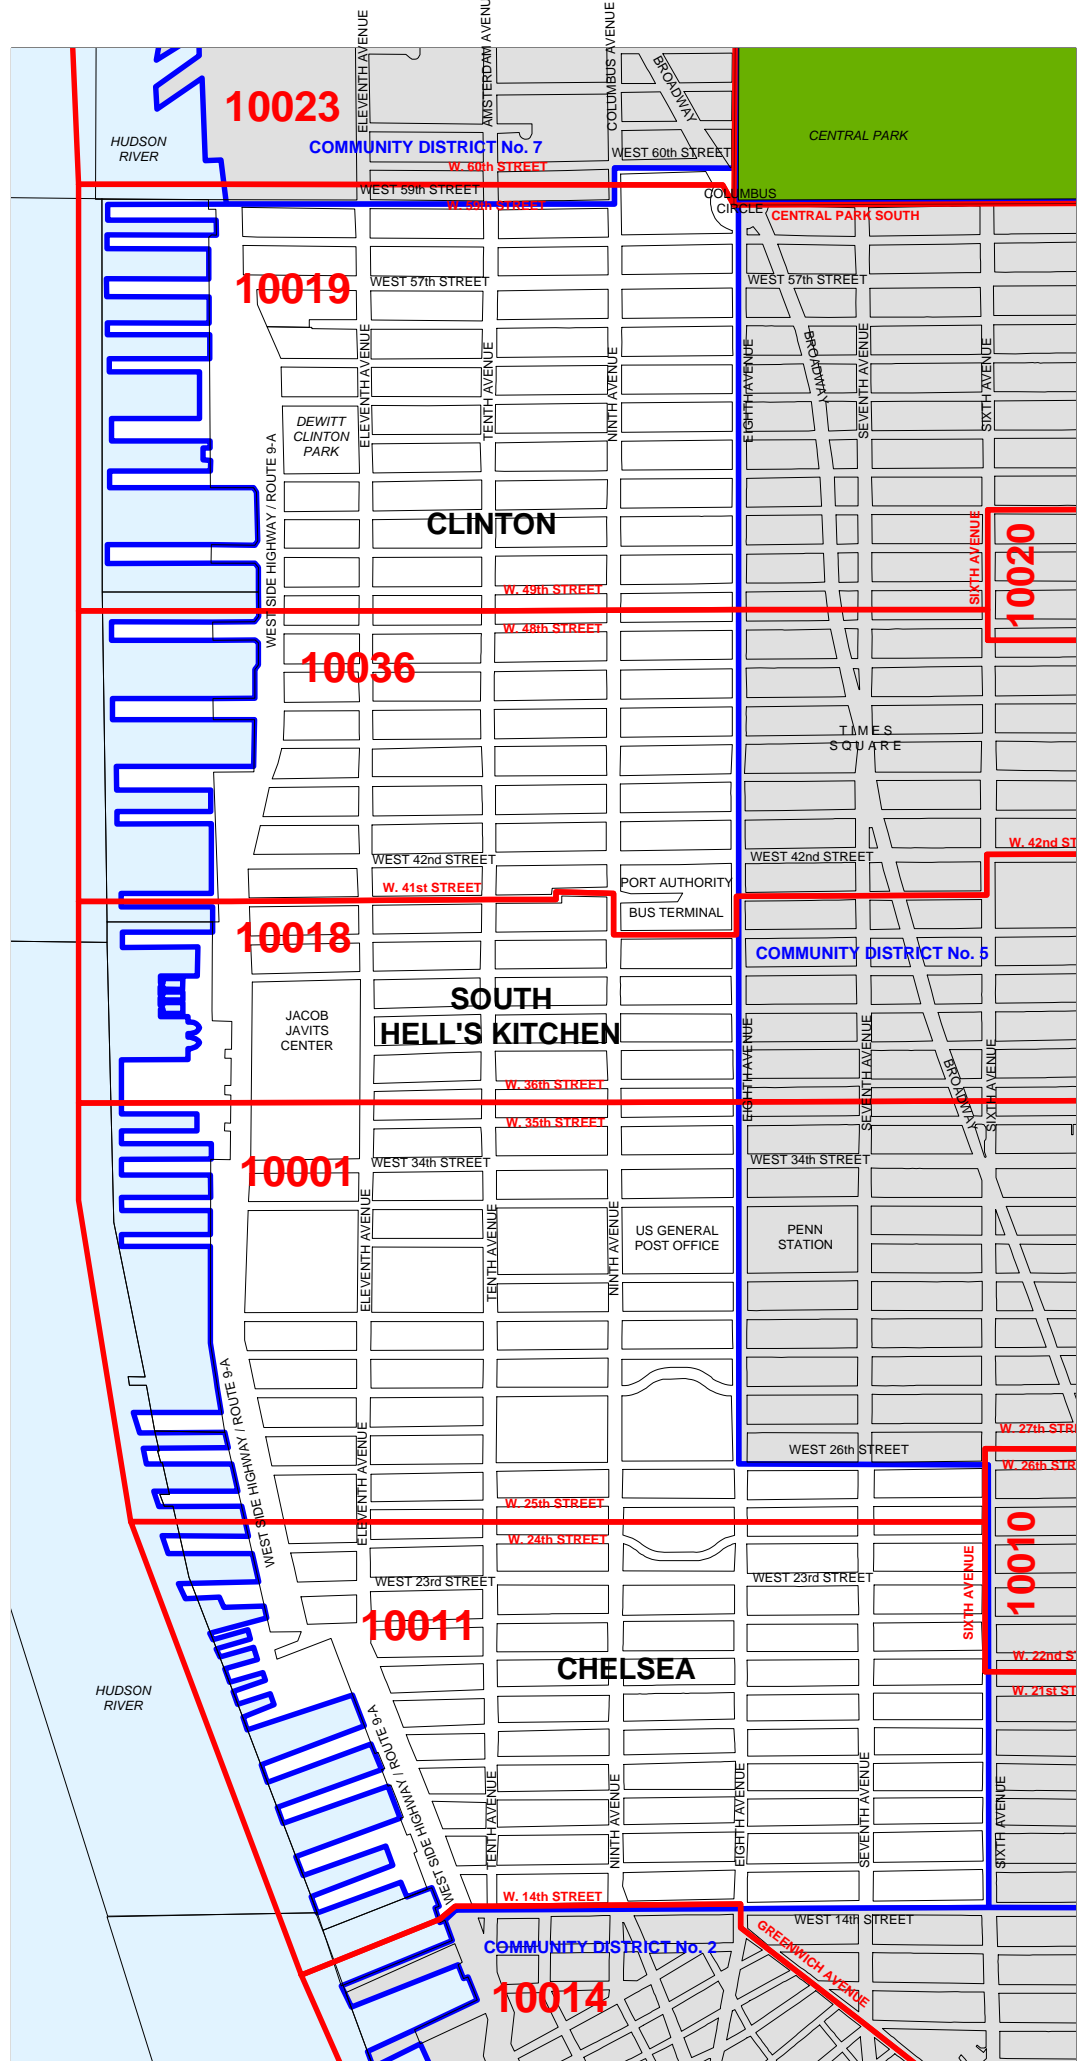 ELEVENTH AVENUE
AMSTERDAM AVENUE
COLUMBUS AVENUE
BROADWAY
10023
HUDSON
RIVER
CENTRAL PARK
COMMUNITY DISTRICT No. 7
WEST 60th STREET
W. 60th STREET
WEST 59th STREET
W. 59th STREET
COLUMBUS
CIRCLE
CENTRAL PARK SOUTH
10019
WEST 57th STREET
WEST 57th STREET
ELEVENTH AVENUE
TENTH AVENUE
NINTH AVENUE
EIGHTH AVENUE
BROADWAY
SEVENTH AVENUE
SIXTH AVENUE
DEWITT
CLINTON
PARK
WEST SIDE HIGHWAY / ROUTE 9-A
CLINTON
SIXTH AVENUE
10020
W. 49th STREET
W. 48th STREET
10036
TIMES
SQUARE
W. 42nd ST
WEST 42nd STREET
WEST 42nd STREET
W. 41st STREET
PORT AUTHORITY
BUS TERMINAL
10018
COMMUNITY DISTRICT No. 5
SOUTH
HELL'S KITCHEN
JACOB
JAVITS
CENTER
EIGHTH AVENUE
SEVENTH AVENUE
BROADWAY
SIXTH AVENUE
W. 36th STREET
W. 35th STREET
10001
WEST 34th STREET
WEST 34th STREET
ELEVENTH AVENUE
TENTH AVENUE
NINTH AVENUE
US GENERAL
POST OFFICE
PENN
STATION
WEST SIDE HIGHWAY / ROUTE 9-A
ELEVENTH AVENUE
W. 27th STR
WEST 26th STREET
W. 26th STR
W. 25th STREET
W. 24th STREET
10010
SIXTH AVENUE
WEST 23rd STREET
WEST 23rd STREET
10011
CHELSEA
W. 22nd S
W. 21st ST
HUDSON
RIVER
WEST SIDE HIGHWAY / ROUTE 9-A
TENTH AVENUE
NINTH AVENUE
EIGHTH AVENUE
SEVENTH AVENUE
SIXTH AVENUE
W. 14th STREET
WEST 14th STREET
COMMUNITY DISTRICT No. 2
GREENWICH AVENUE
10014